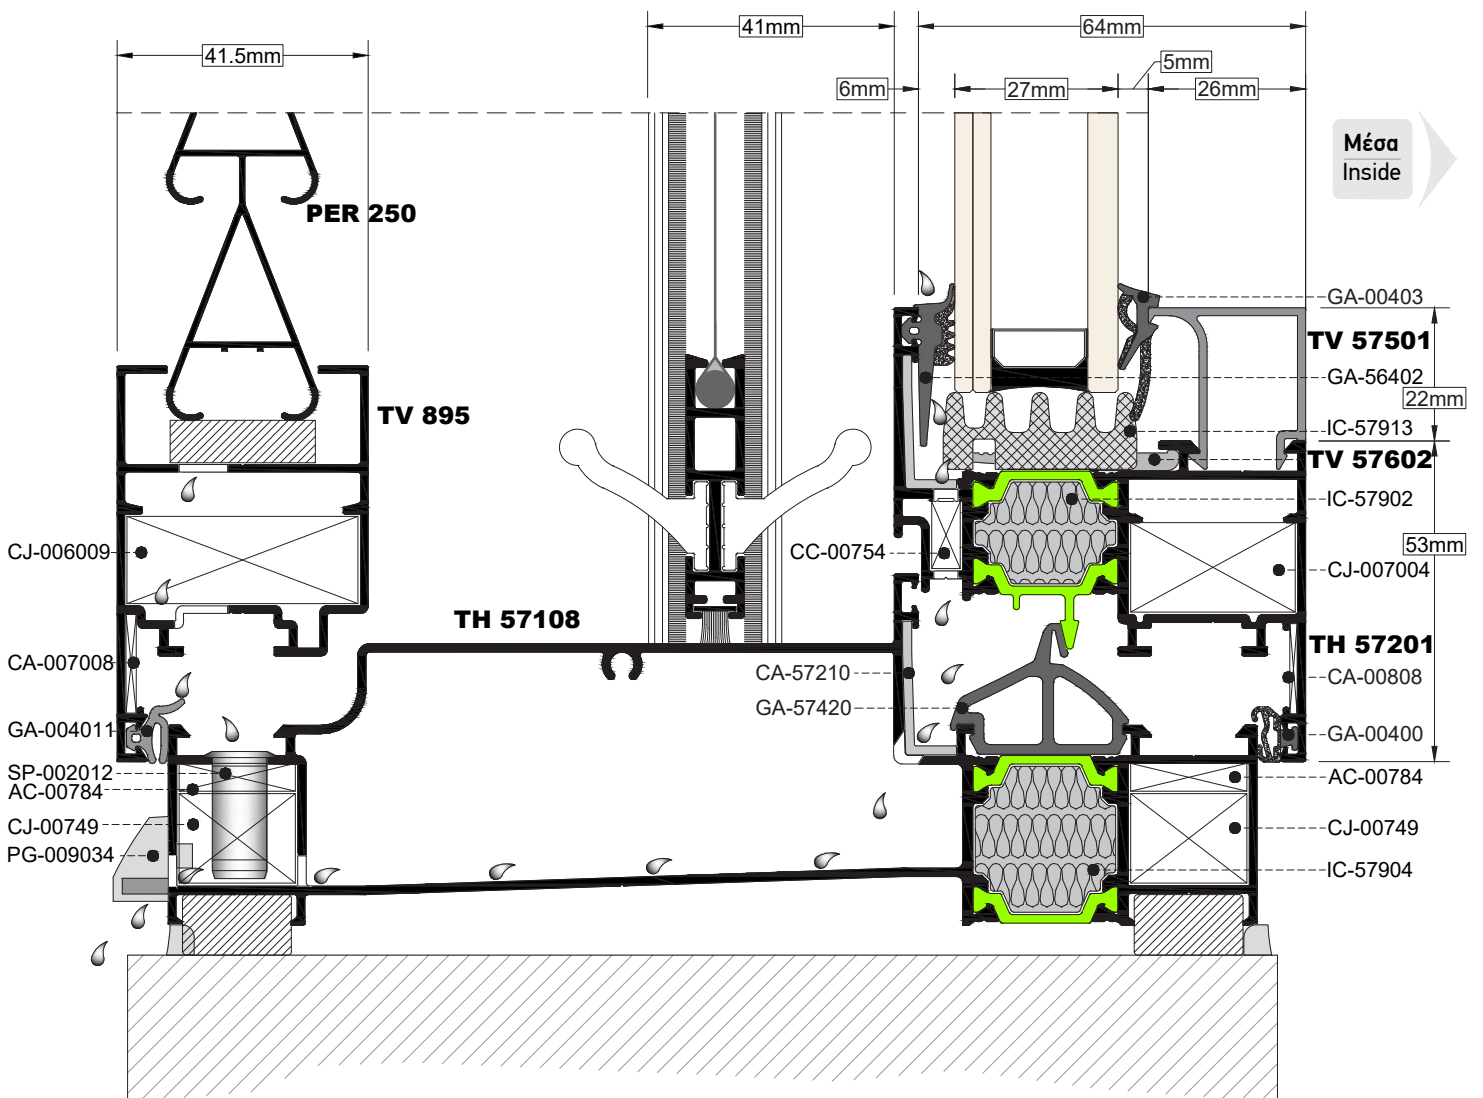 41mm
64mm
41.5mm
5mm
6mm
27mm
26mm
Μέσα
Inside
PER 250
GA-00403
TV 57501
GA-56402
22mm
TV 895
IC-57913
TV 57602
IC-57902
CJ-006009
CC-00754
53mm
CJ-007004
TH 57108
TH 57201
CA-007008
CA-57210
CA-00808
GA-57420
GA-004011
GA-00400
SP-002012
AC-00784
AC-00784
CJ-00749
CJ-00749
PG-009034
IC-57904